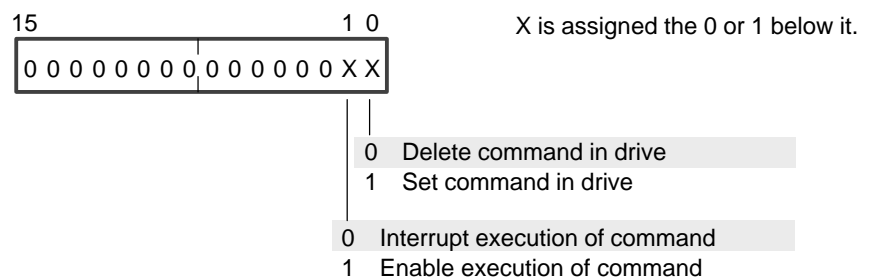 15 1 0 X is assigned the 0 or 1 below it.
0 0 0 0 0 0 0 0 0 0 0 0 0 0 X X
0 Delete command in drive
1 Set command in drive
0 Interrupt execution of command
1 Enable execution of command